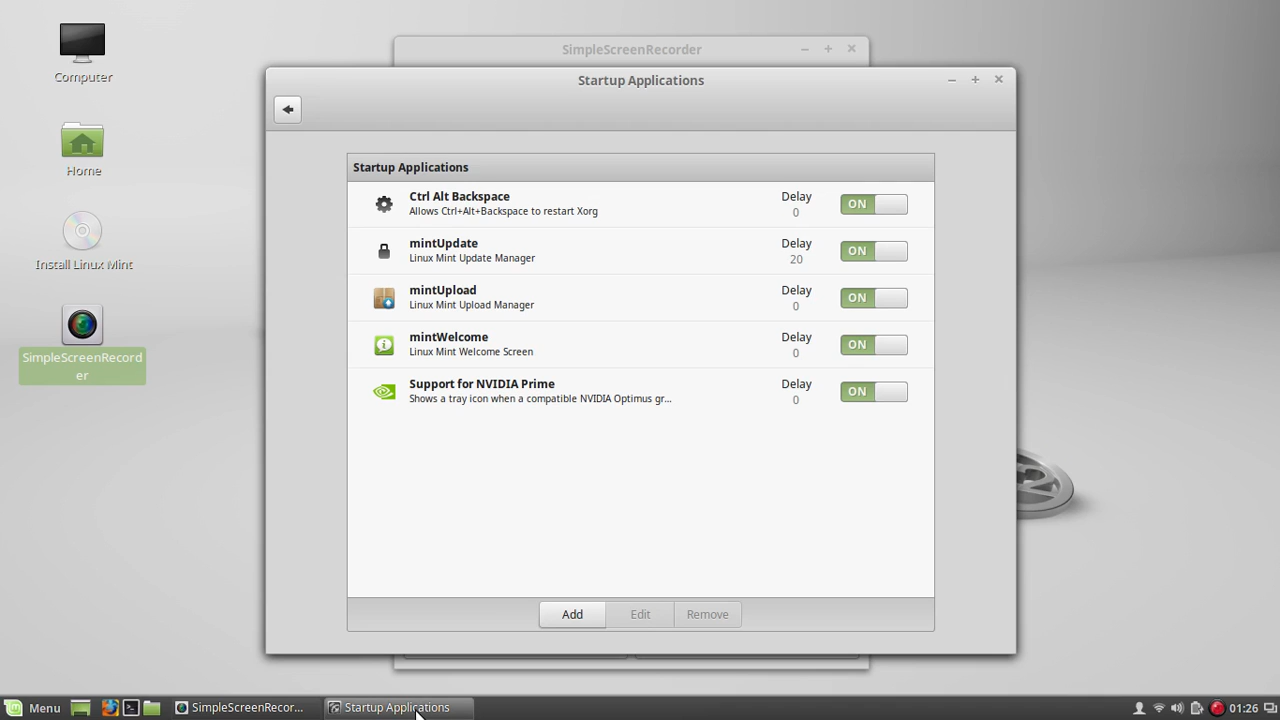 SimpleScreenRecorder
Startup Applications
Computer
Home
Install Linux Mint
SimpleScreenRecord
er
Startup Applications
Ctrl Alt Backspace
Allows Ctrl+Alt+Backspace to restart Xorg
Delay
0
ON
mintUpdate
Linux Mint Update Manager
Delay
20
ON
mintUpload
Linux Mint Upload Manager
Delay
0
ON
mintWelcome
Linux Mint Welcome Screen
Delay
0
ON
Support for NVIDIA Prime
Shows a tray icon when a compatible NVIDIA Optimus gr...
Delay
0
ON
Add
Edit
Remove
Menu
SimpleScreenRecor...
Startup Applications
01:26